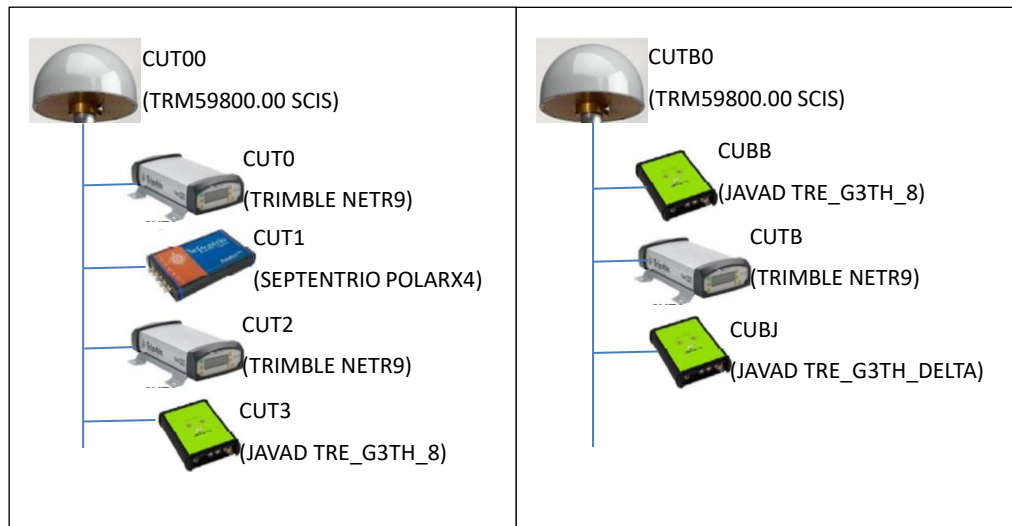 CUT00
(TRM59800.00 SCIS)
CUT0
(TRIMBLE NETR9)
CUT1
(SEPTENTRIO POLARX4)
CUT2
(TRIMBLE NETR9)
CUT3
(JAVAD TRE_G3TH_8)
CUTB0
(TRM59800.00 SCIS)
CUBB
(JAVAD TRE_G3TH_8)
CUTB
(TRIMBLE NETR9)
CUBJ
(JAVAD TRE_G3TH_DELTA)